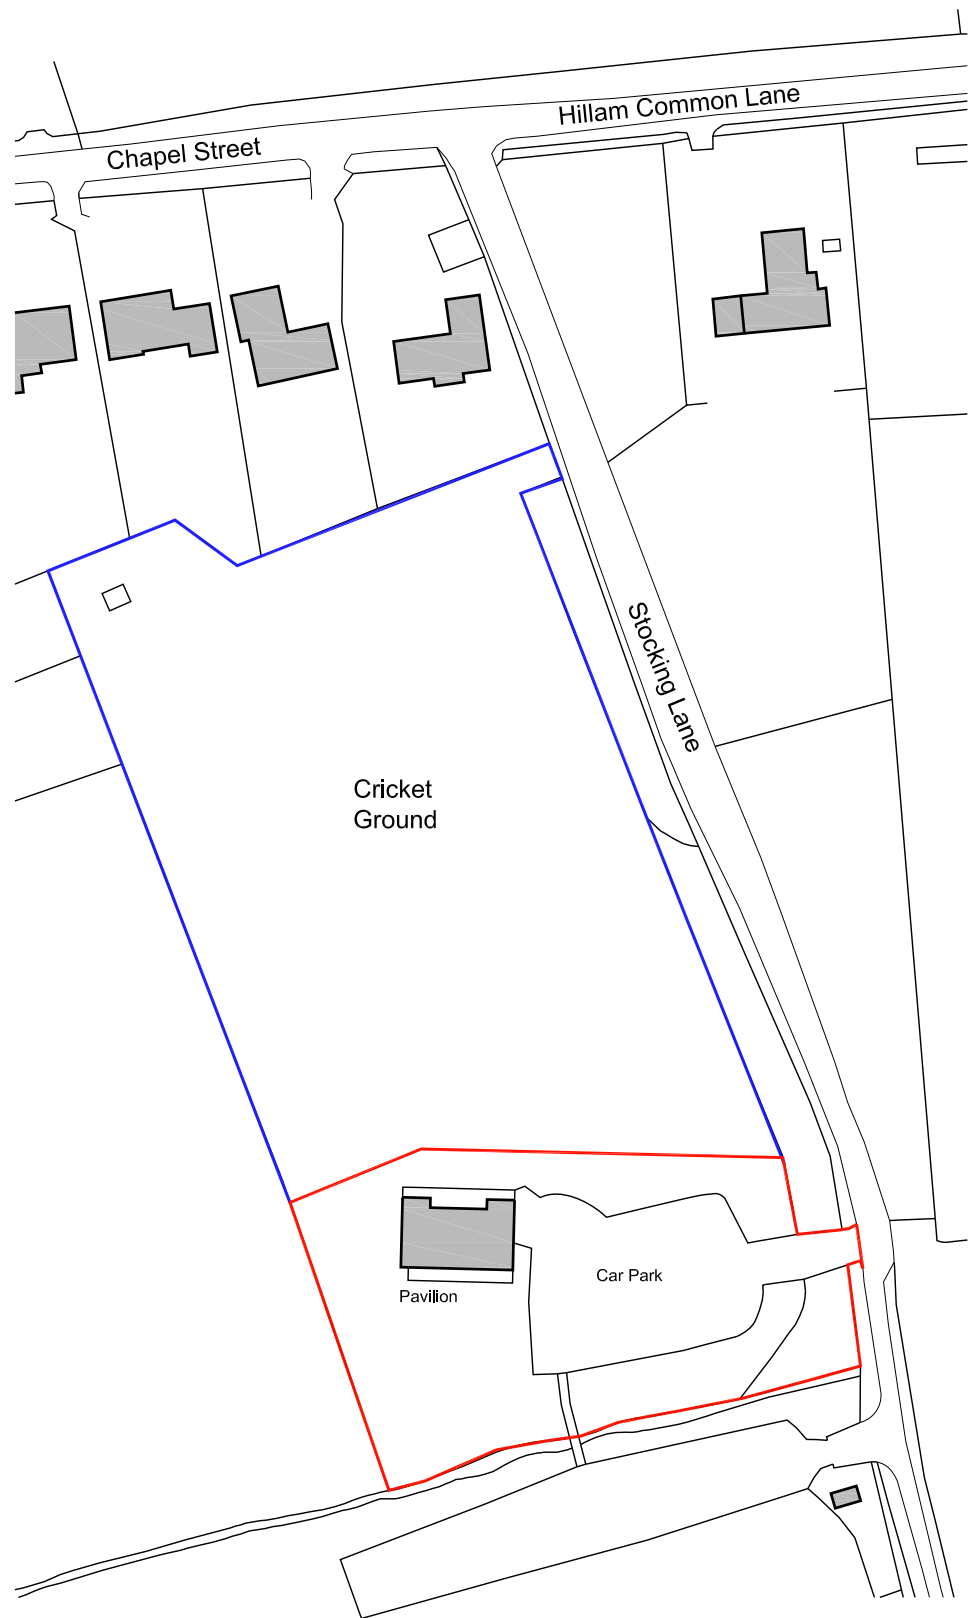 Hillam Common Lane
Chapel Street
Stocking Lane
Cricket
Ground
Car Park
Pavilion